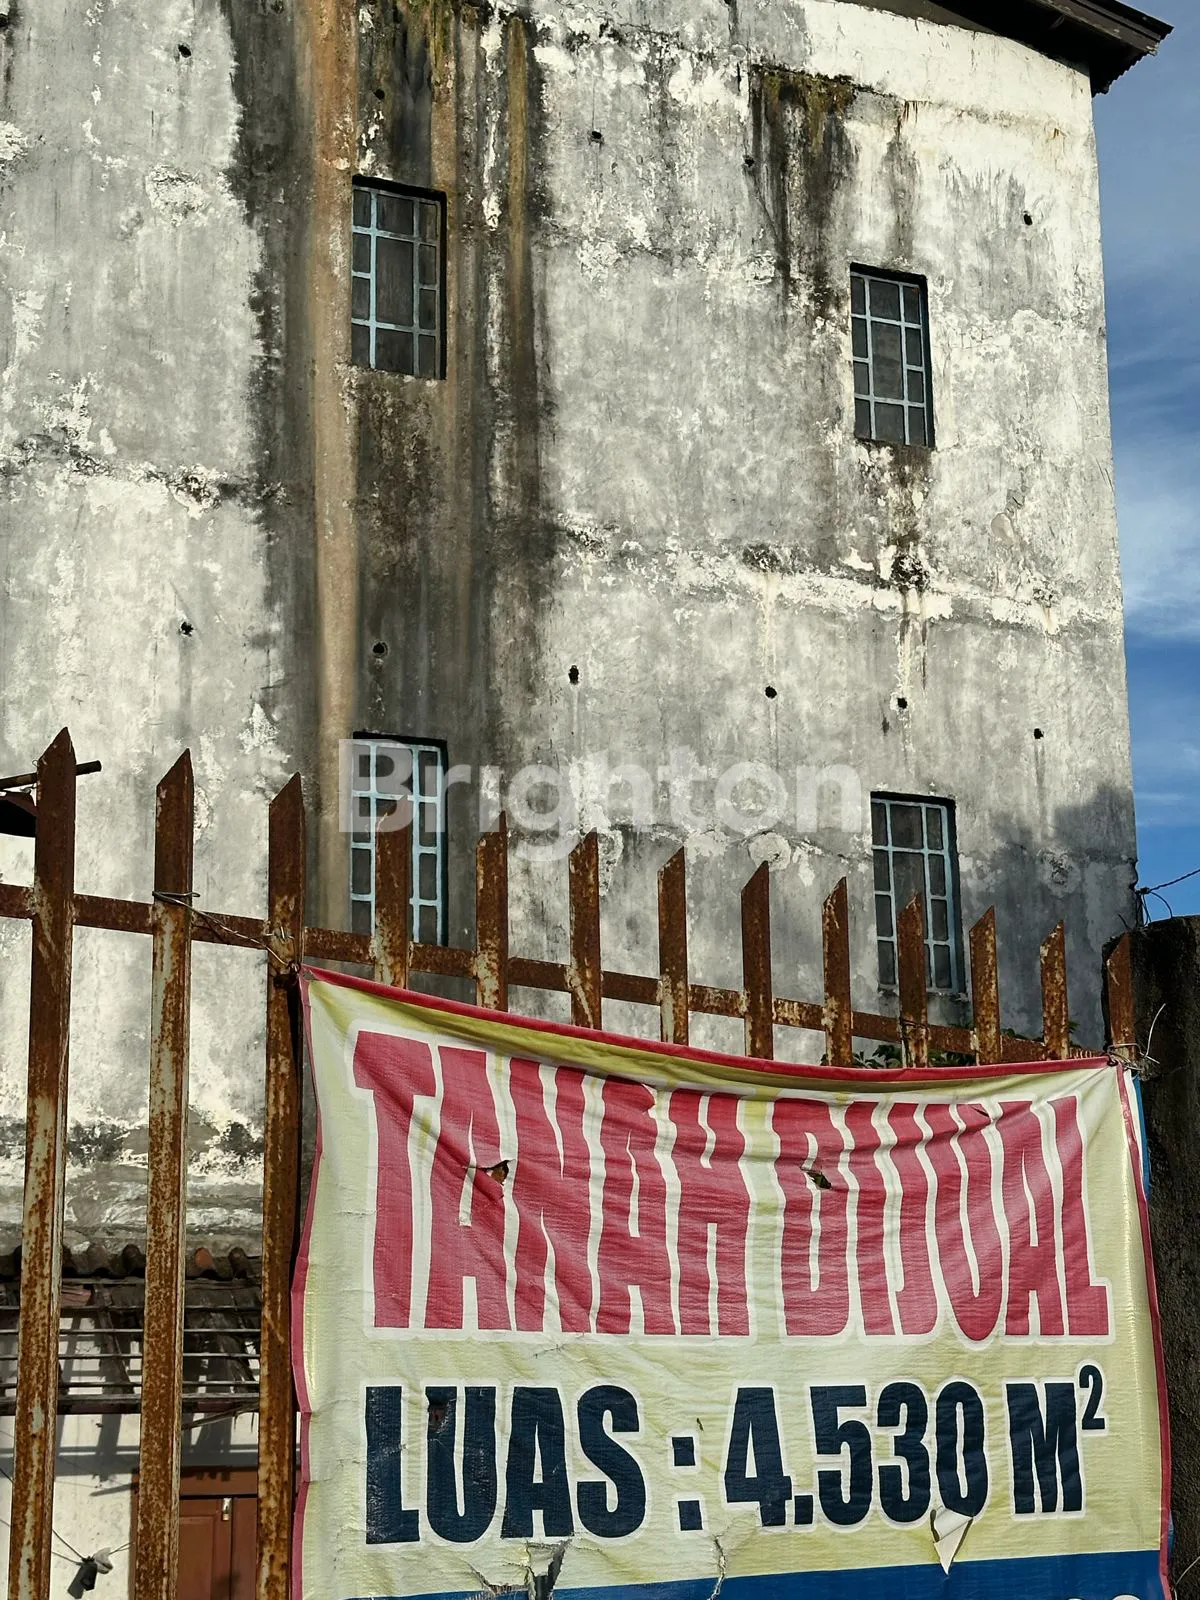 Brighton
TANAH DIJUAL
LUAS : 4.530 M²